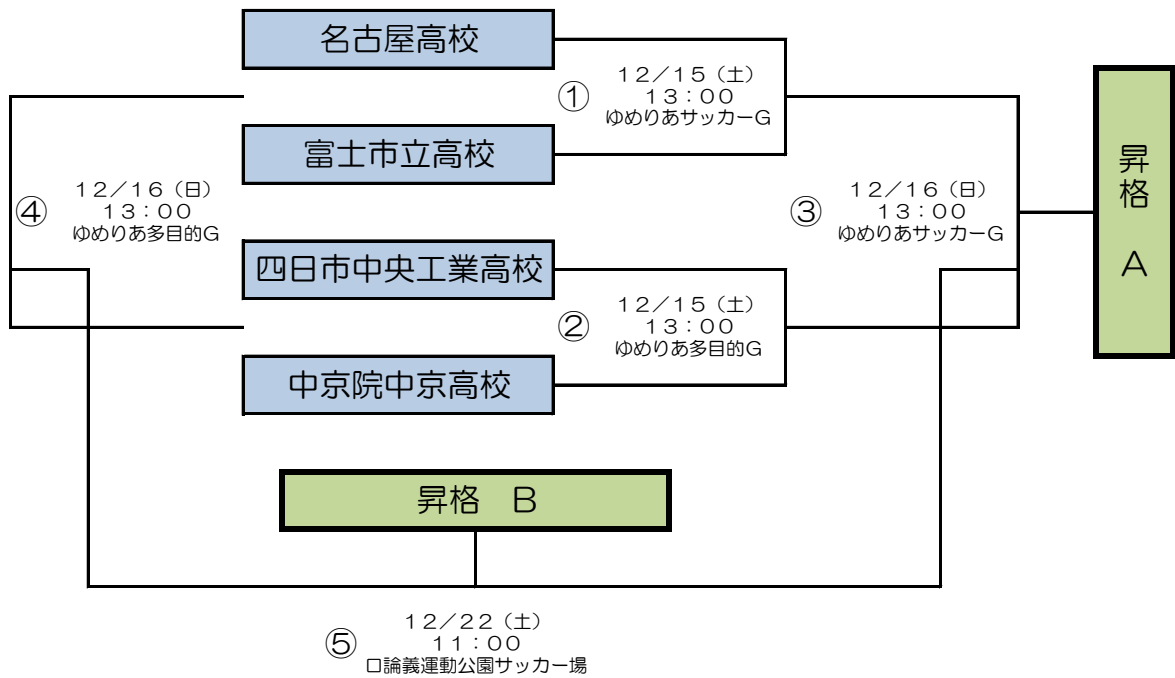 名古屋高校
①
12/15(土)
13:00
ゆめりあサッカーG
富士市立高校
④
12/16(日)
13:00
ゆめりあ多目的G
③
12/16(日)
13:00
ゆめりあサッカーG
昇格 A
四日市中央工業高校
②
12/15(土)
13:00
ゆめりあ多目的G
中京院中京高校
昇格 B
⑤
12/22(土)
11:00
口論義運動公園サッカー場